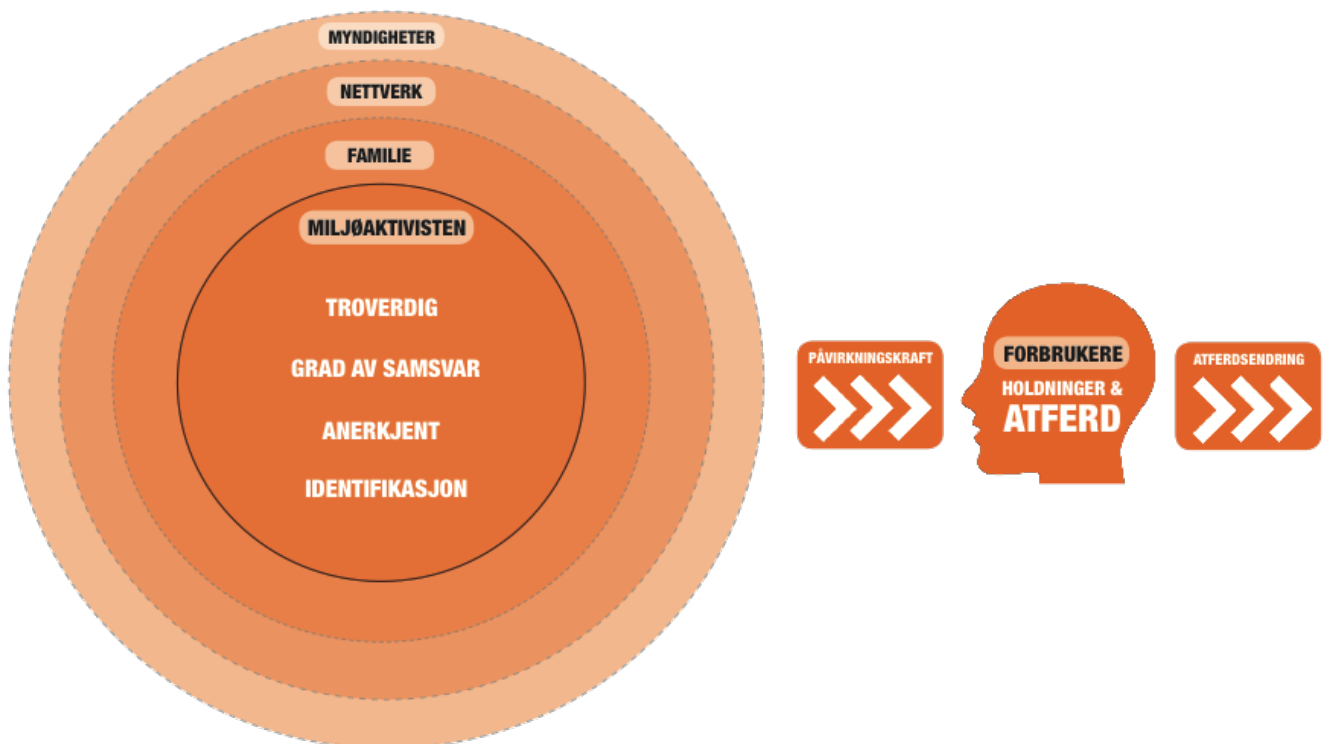 MYNDIGHETER
NETTVERK
FAMILIE
MILJØAKTIVISTEN
TROVERDIG
GRAD AV SAMSVAR
ANERKJENT
IDENTIFIKASJON
PÅVIRKNINGSKRAFT
FORBRUKERE
HOLDNINGER &
ATFERD
ATFERDSENDRING